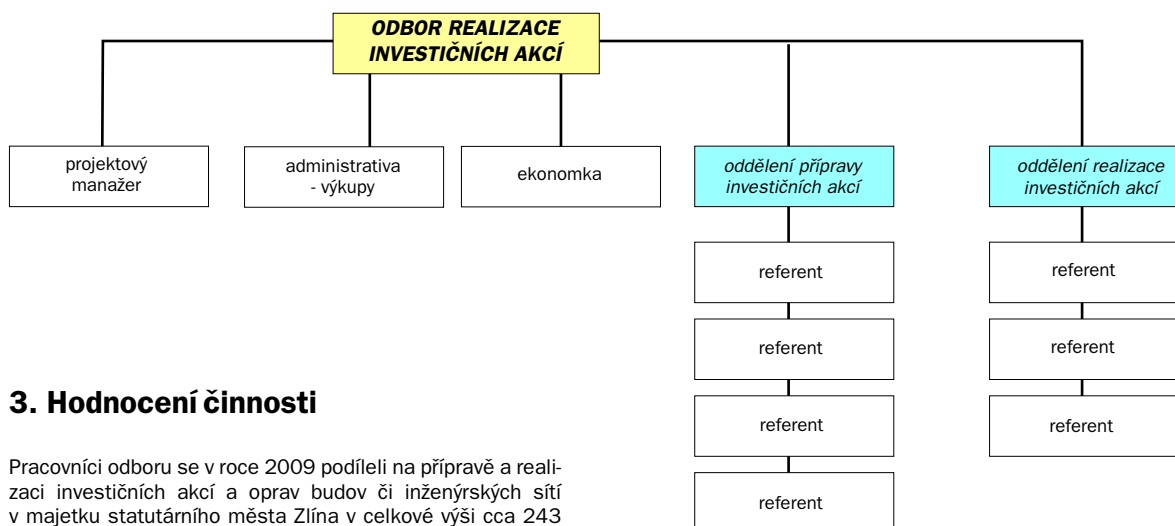 ODBOR REALIZACE
INVESTIČNÍCH AKCÍ
projektový
manažer
administrativa
- výkupy
ekonomka
oddělení přípravy
investičních akcí
oddělení realizace
investičních akcí
referent
referent
referent
referent
referent
referent
referent
3. Hodnocení činnosti
Pracovníci odboru se v roce 2009 podíleli na přípravě a reali-
zaci investičních akcí a oprav budov či inženýrských sítí
v majetku statutárního města Zlína v celkové výši cca 243